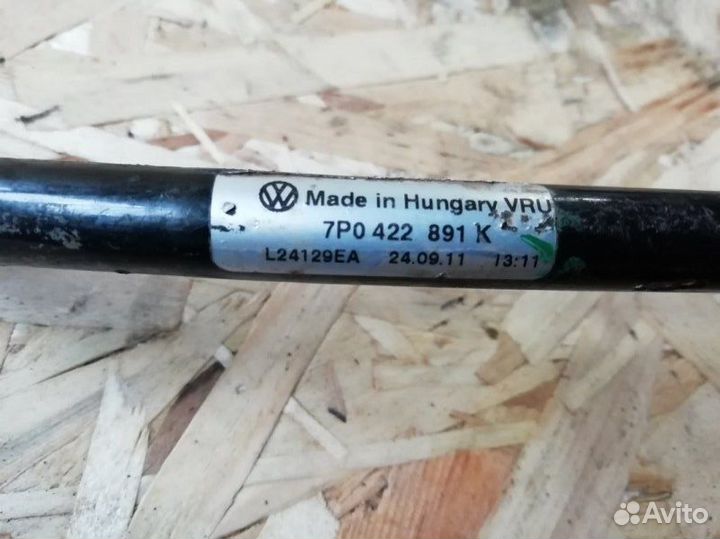 Made in Hungary VRU
7P0 422 891 K
L24129EA 24.09.11 13:11
Avito